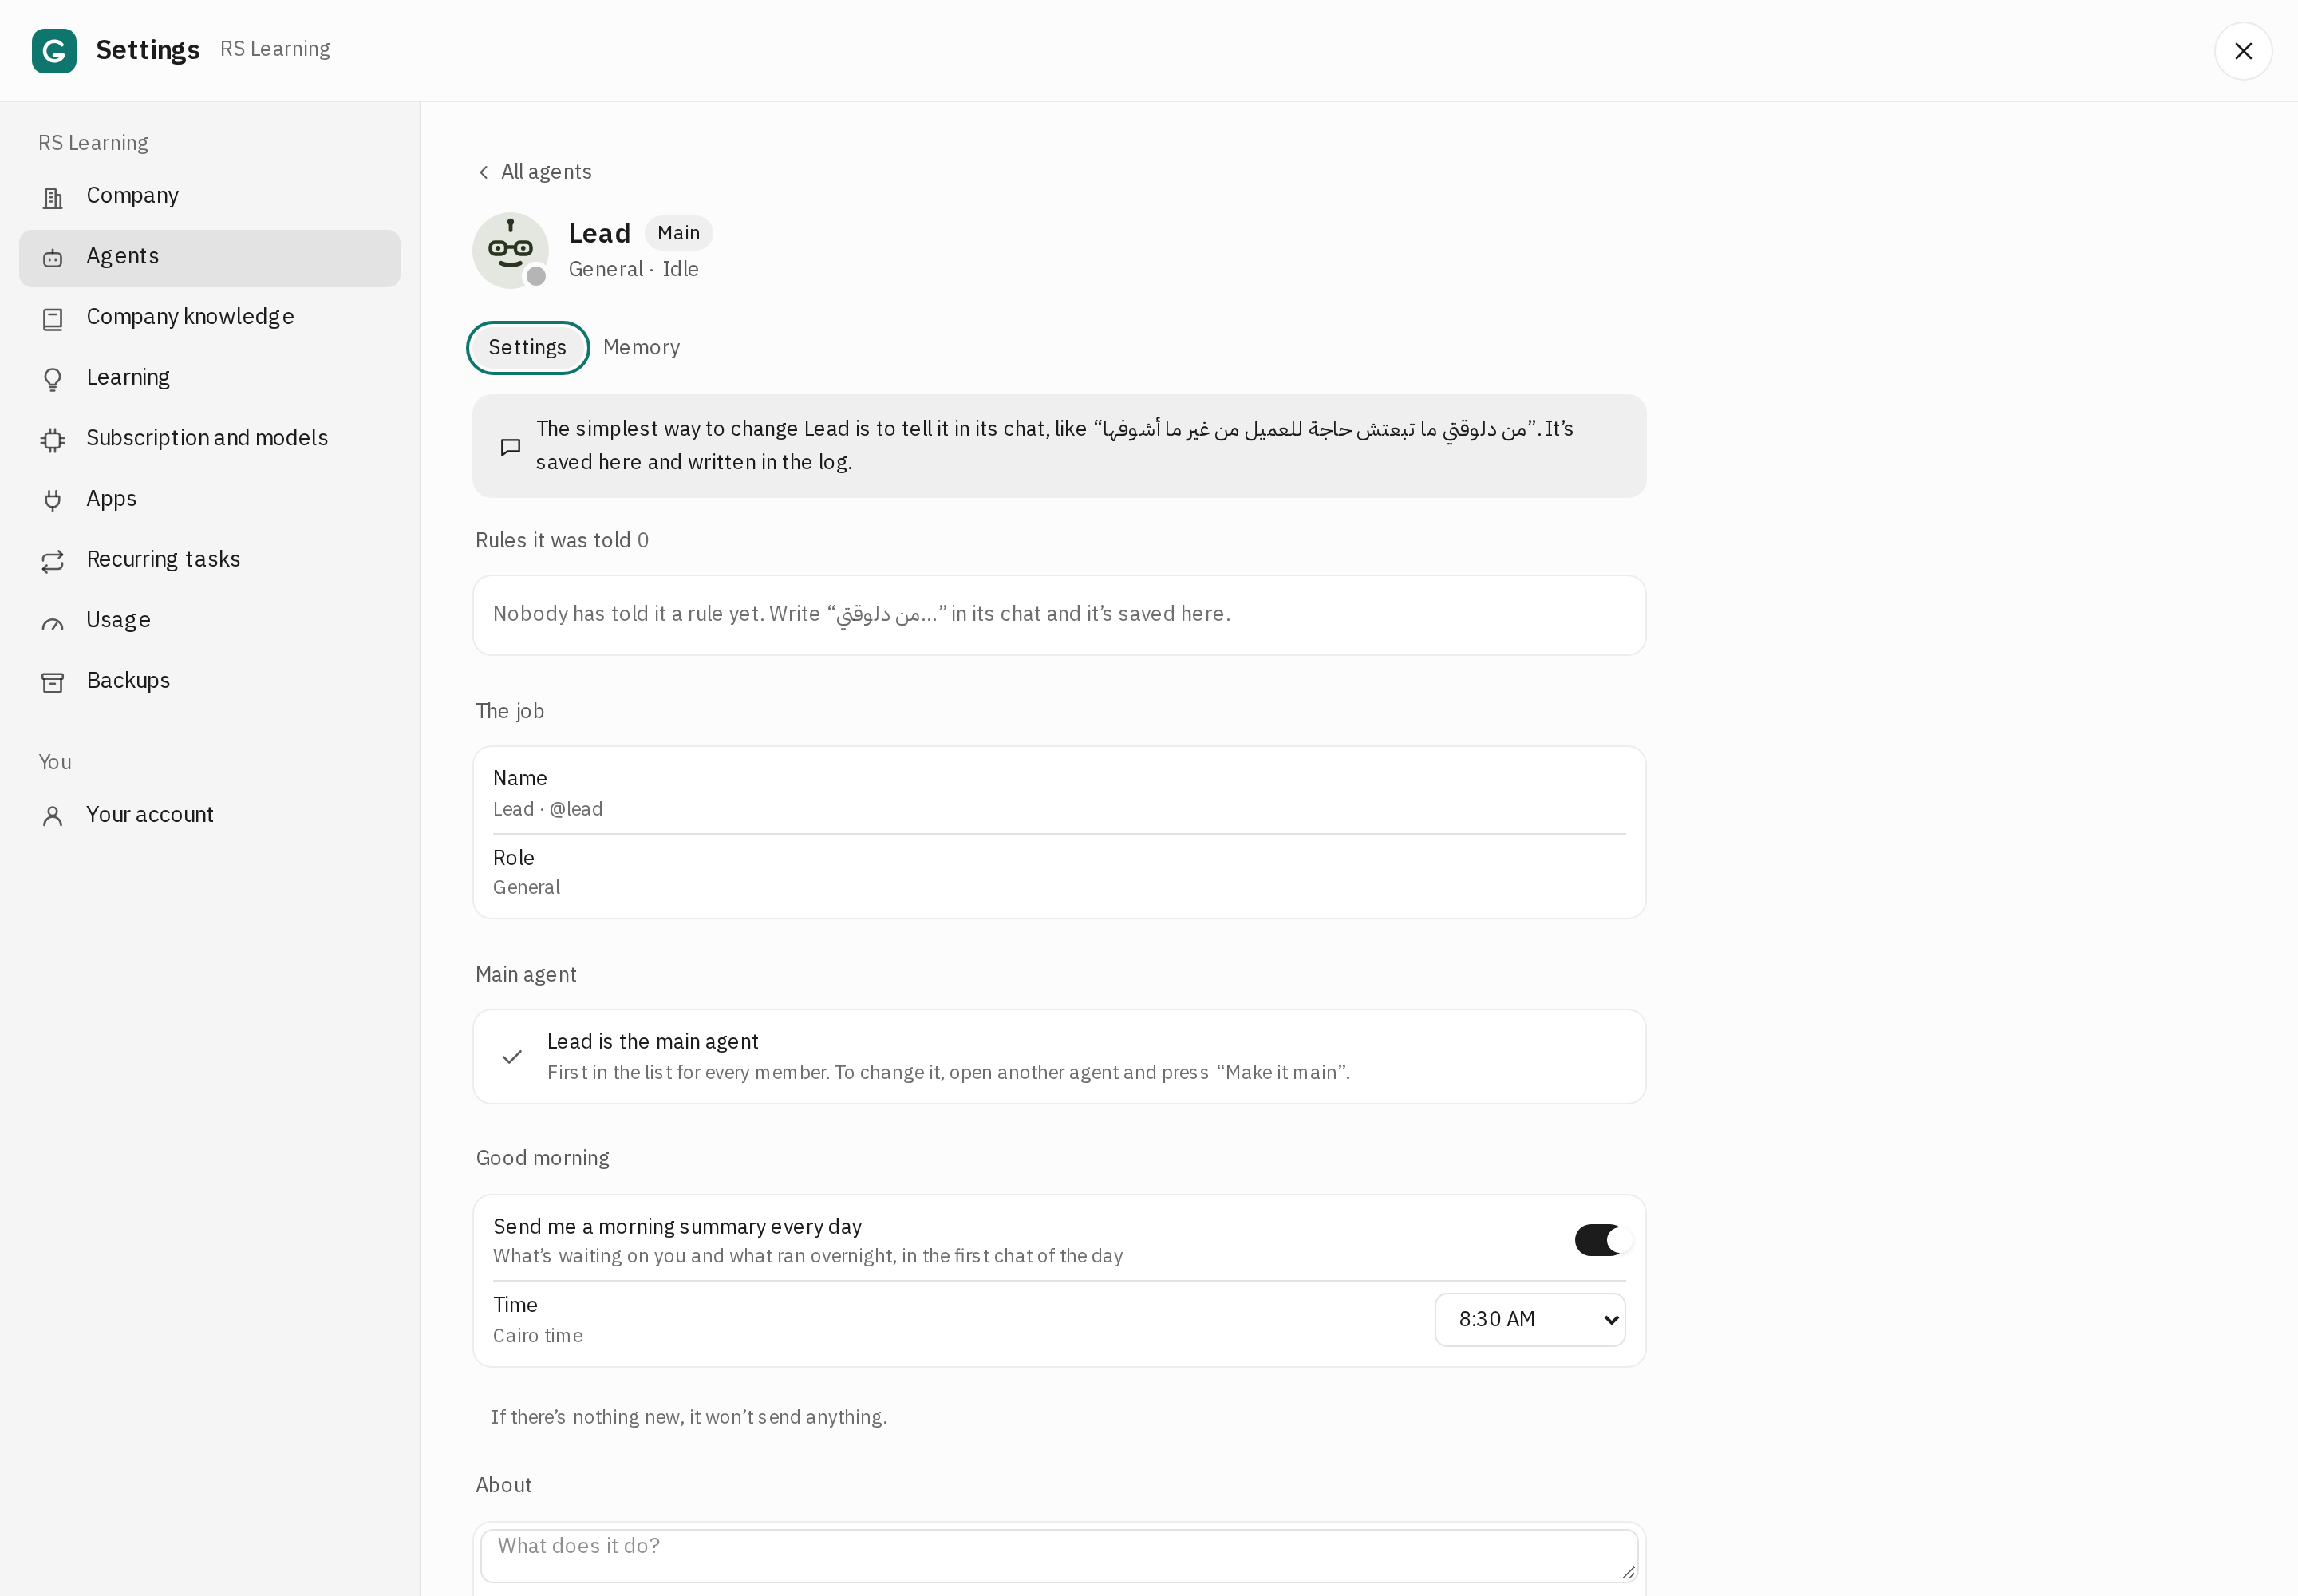 G Settings RS Learning
RS Learning
Company
Agents
Company knowledge
Learning
Subscription and models
Apps
Recurring tasks
Usage
Backups
You
Your account
All agents
Lead Main
General · Idle
Settings Memory
The simplest way to change Lead is to tell it in its chat, like “من دلوقتي ما تبعتش حاجة للعميل من غير ما أشوفها”. It’s
saved here and written in the log.
Rules it was told 0
Nobody has told it a rule yet. Write “من دلوقتي…” in its chat and it’s saved here.
The job
Name
Lead · @lead
Role
General
Main agent
Lead is the main agent
First in the list for every member. To change it, open another agent and press “Make it main”.
Good morning
Send me a morning summary every day
What’s waiting on you and what ran overnight, in the first chat of the day
Time
Cairo time
8:30 AM
If there’s nothing new, it won’t send anything.
About
What does it do?